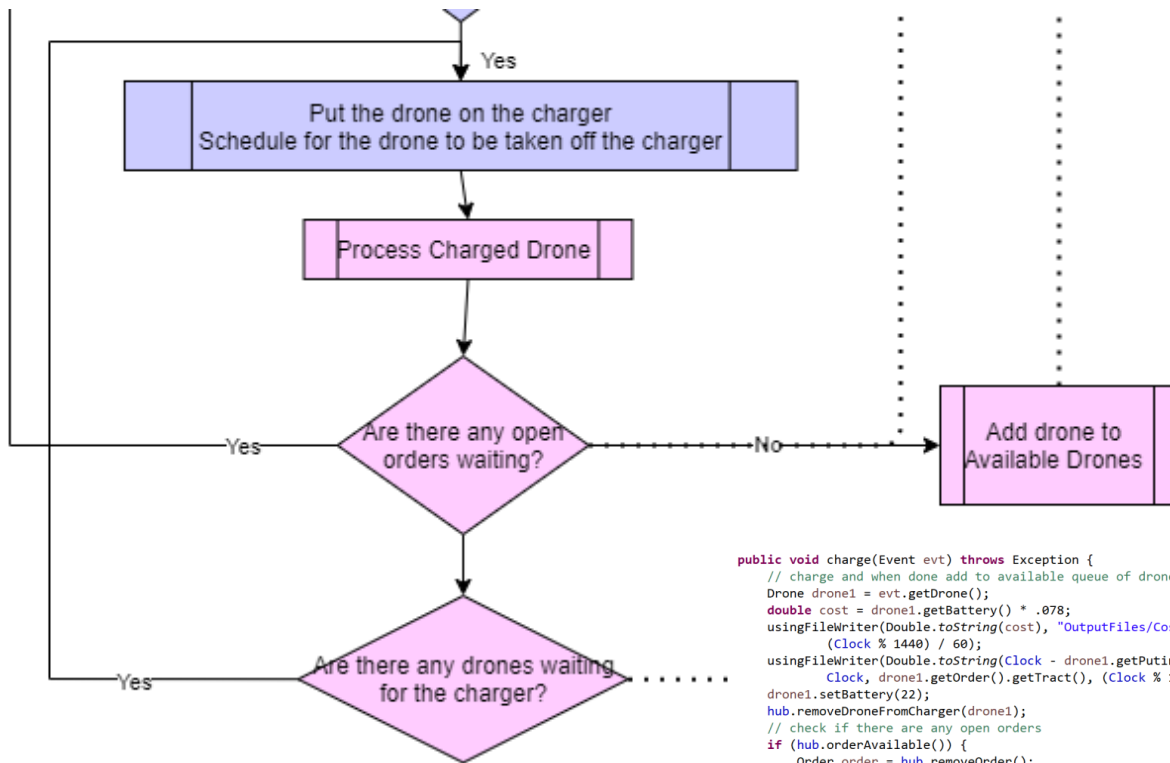 Yes
Put the drone on the charger
Schedule for the drone to be taken off the charger
Process Charged Drone
Are there any open
orders waiting?
Yes
No
Add drone to
Available Drones
Are there any drones waiting
for the charger?
Yes
public void charge(Event evt) throws Exception {
// charge and when done add to available queue of drone
Drone drone1 = evt.getDrone();
double cost = drone1.getBattery() * .078;
usingFileWriter(Double.toString(cost), "OutputFiles/Co
(Clock % 1440) / 60);
usingFileWriter(Double.toString(Clock - drone1.getPuti
Clock, drone1.getOrder().getTract(), (Clock %
drone1.setBattery(22);
hub.removeDroneFromCharger(drone1);
// check if there are any open orders
if (hub.orderAvailable()) {
Order order = hub.removeOrder();